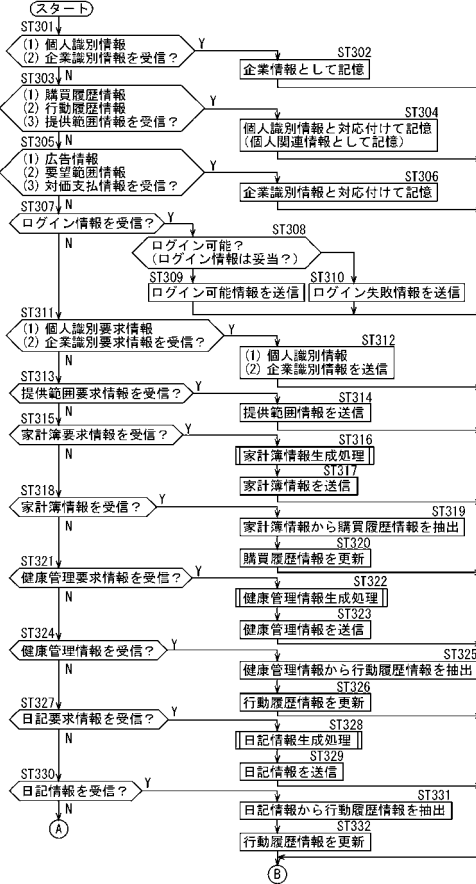 スタート
ST301
(1) 個人識別情報
(2) 企業識別情報を受信？
Y
N
ST302
企業情報として記憶
ST303
(1) 購買履歴情報
(2) 行動履歴情報
(3) 提供範囲情報を受信？
Y
N
ST304
個人識別情報と対応付けて記憶
(個人関連情報として記憶)
ST305
(1) 広告情報
(2) 要望範囲情報
(3) 対価支払情報を受信？
Y
N
ST306
企業識別情報と対応付けて記憶
ST307
ログイン情報を受信？
Y
N
ST308
ログイン可能？
(ログイン情報は妥当？)
ST309
ログイン可能情報を送信
ST310
ログイン失敗情報を送信
ST311
(1) 個人識別要求情報
(2) 企業識別要求情報を受信？
Y
N
ST312
(1) 個人識別情報
(2) 企業識別情報を送信
ST313
提供範囲要求情報を受信？
Y
N
ST314
提供範囲情報を送信
ST315
家計簿要求情報を受信？
Y
N
ST316
家計簿情報生成処理
ST317
家計簿情報を送信
ST318
家計簿情報を受信？
Y
N
ST319
家計簿情報から購買履歴情報を抽出
ST320
購買履歴情報を更新
ST321
健康管理要求情報を受信？
Y
N
ST322
健康管理情報生成処理
ST323
健康管理情報を送信
ST324
健康管理情報を受信？
Y
N
ST325
健康管理情報から行動履歴情報を抽出
ST326
行動履歴情報を更新
ST327
日記要求情報を受信？
Y
N
ST328
日記情報生成処理
ST329
日記情報を送信
ST330
日記情報を受信？
Y
N
ST331
日記情報から行動履歴情報を抽出
ST332
行動履歴情報を更新
A
B